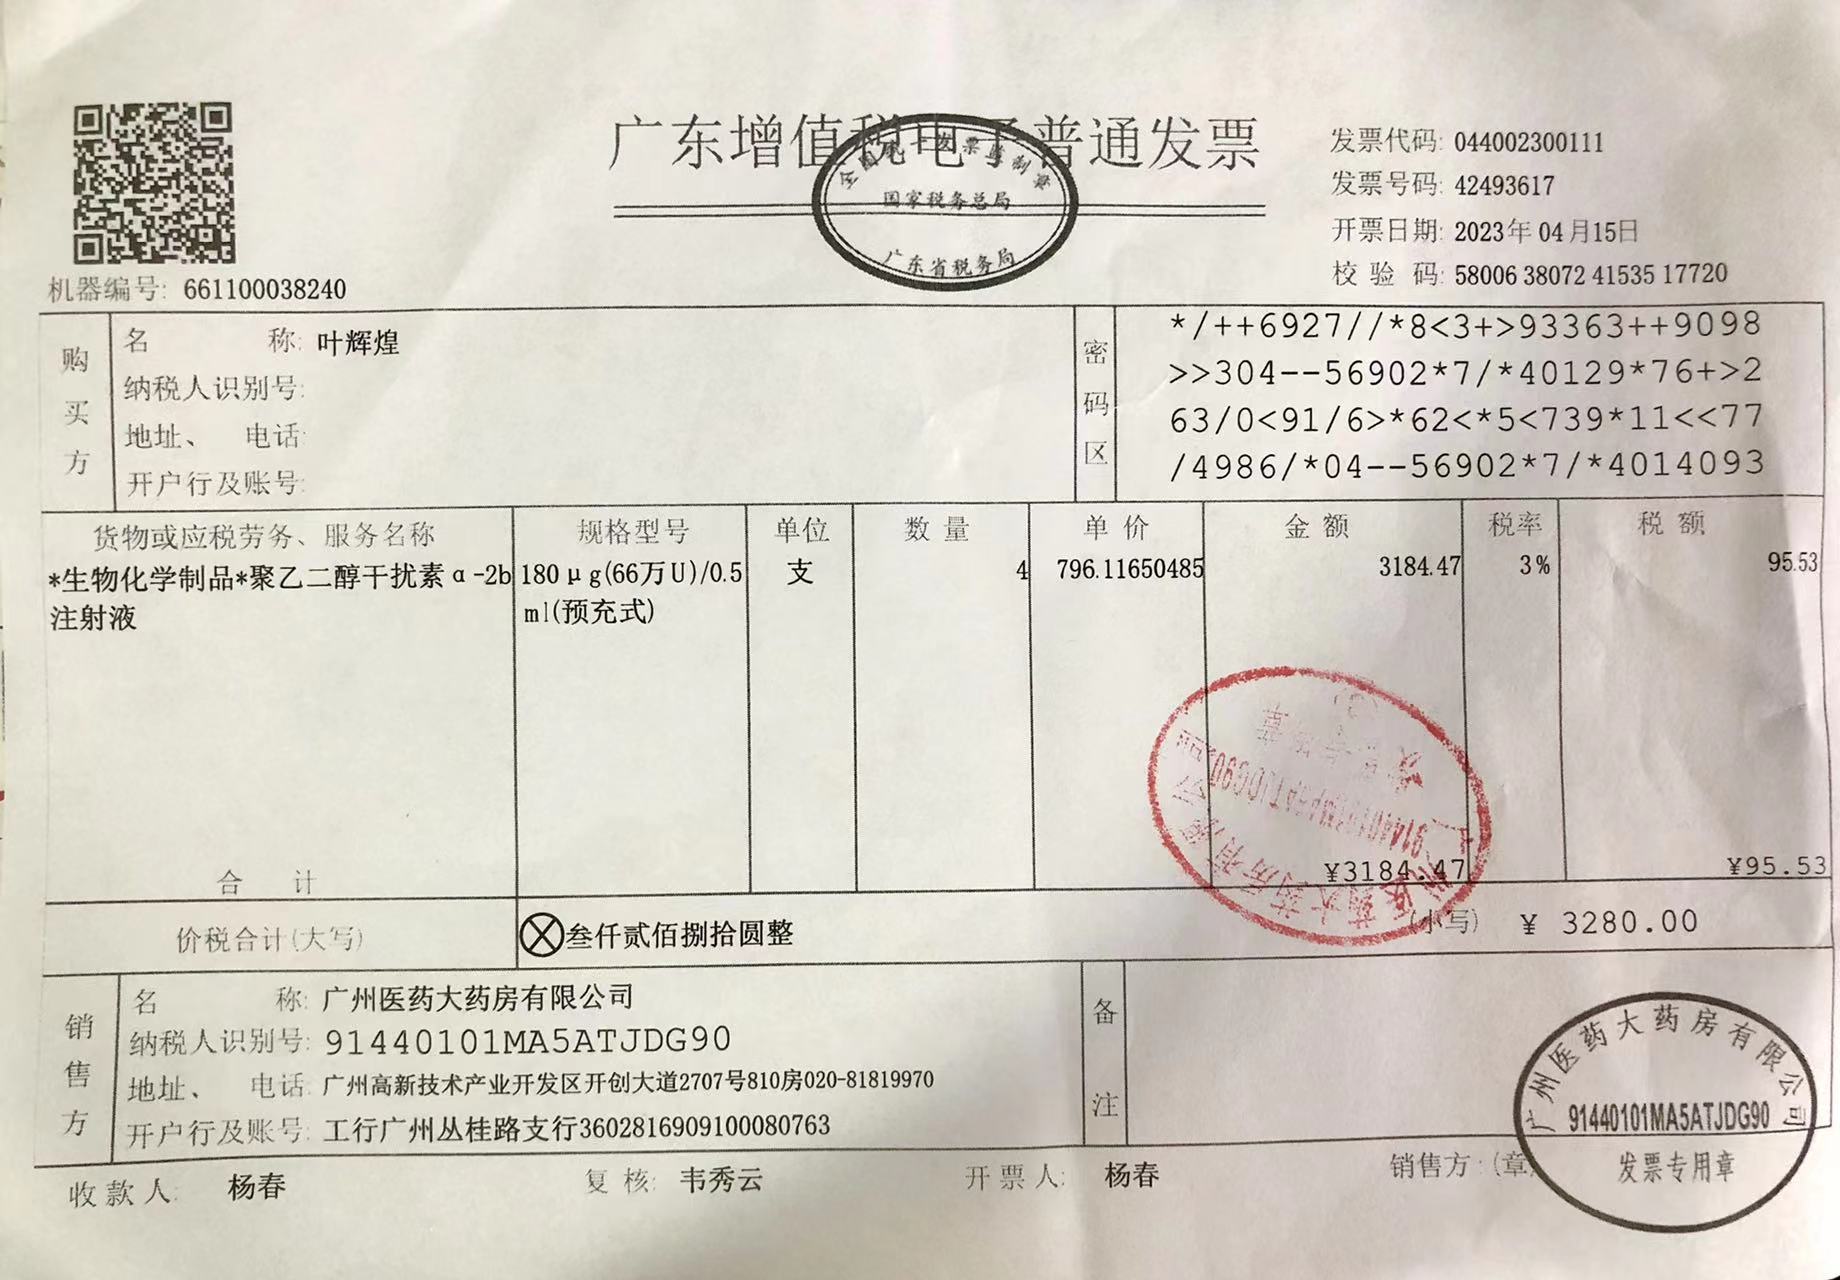 广东增值税电子普通发票
全国统一发票监制章
国家税务总局
广东省税务局
发票代码: 044002300111
发票号码: 42493617
开票日期: 2023年04月15日
校验码: 58006 38072 41535 17720
机器编号: 661100038240
购买方
名称: 叶辉煌
纳税人识别号:
地址、电话:
开户行及账号:
密码区
*/++6927//*8<3+>93363++9098
>>304--56902*7/*40129*76+>2
63/0<91/6>*62<*5<739*11<<77
/4986/*04--56902*7/*4014093
货物或应税劳务、服务名称 规格型号 单位 数量 单价 金额 税率 税额
*生物化学制品*聚乙二醇干扰素α-2b 180μg(66万U)/0.5 支 4 796.11650485 3184.47 3% 95.53
注射液 ml(预充式)
合计 ¥3184.47 ¥95.53
价税合计(大写) 叁仟贰佰捌拾圆整 (小写) ¥ 3280.00
销售方
名称: 广州医药大药房有限公司
纳税人识别号: 91440101MA5ATJDG90
地址、电话: 广州高新技术产业开发区开创大道2707号810房020-81819970
开户行及账号: 工行广州丛桂路支行3602816909100080763
备注
广州医药大药房有限公司
91440101MA5ATJDG90
发票专用章
收款人: 杨春 复核: 韦秀云 开票人: 杨春 销售方:(章)